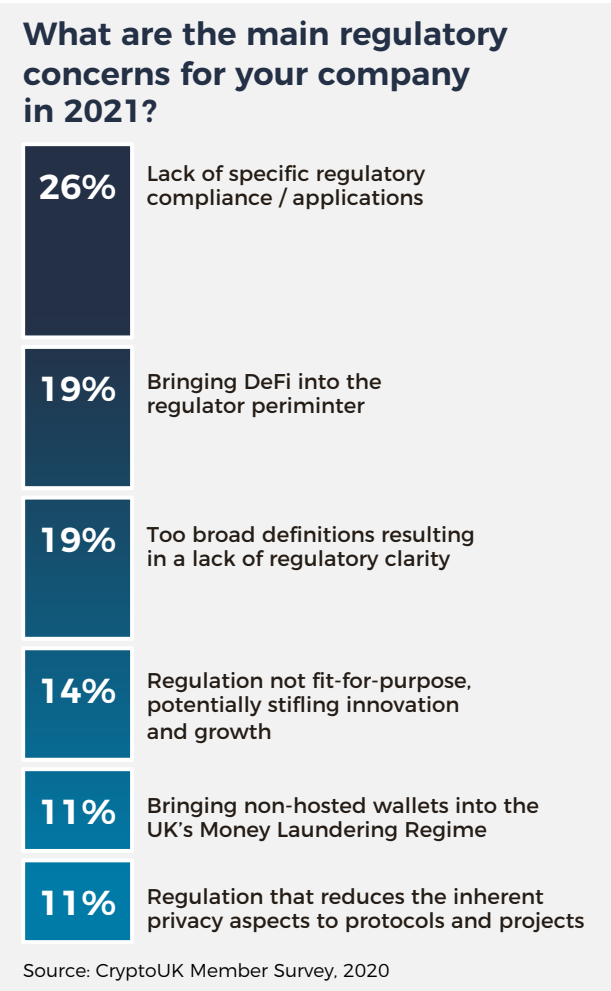 What are the main regulatory
concerns for your company
in 2021?
26%
Lack of specific regulatory
compliance / applications
19%
Bringing DeFi into the
regulator periminter
19%
Too broad definitions resulting
in a lack of regulatory clarity
14%
Regulation not fit-for-purpose,
potentially stifling innovation
and growth
11%
Bringing non-hosted wallets into the
UK’s Money Laundering Regime
11%
Regulation that reduces the inherent
privacy aspects to protocols and projects
Source: CryptoUK Member Survey, 2020